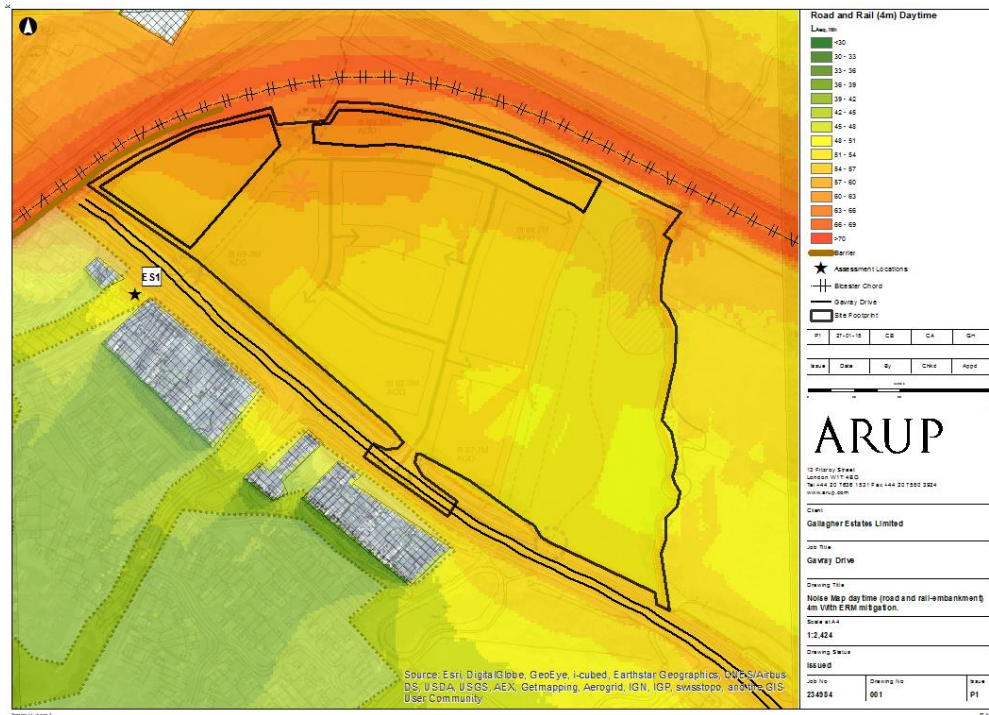 Road and Rail (4m) Daytime
LAeq, 16h
<30
30 - 33
33 - 36
36 - 39
39 - 42
42 - 45
45 - 48
48 - 51
51 - 54
54 - 57
57 - 60
60 - 63
63 - 66
66 - 69
>70
Barrier
Assessment Locations
Bicester Chord
Gavray Drive
Site Footprint
ES1
P1 CB CA GH
Issue Date By Chkd Appd
ARUP
13 Fitzroy Street
London W1T 4BQ
www.arup.com
Client
Gallagher Estates Limited
Job Title
Gavray Drive
Drawing Title
Noise Map daytime (road and rail-embankment)
4m With ERM mitigation.
Scale at A4
1:2,424
Drawing Status
Issued
Job No Drawing No Issue
234984 001 P1
Source: Esri, DigitalGlobe, GeoEye, i-cubed, Earthstar Geographics, CNES/Airbus
DS, USDA, USGS, AEX, Getmapping, Aerogrid, IGN, IGP, swisstopo, and the GIS
User Community